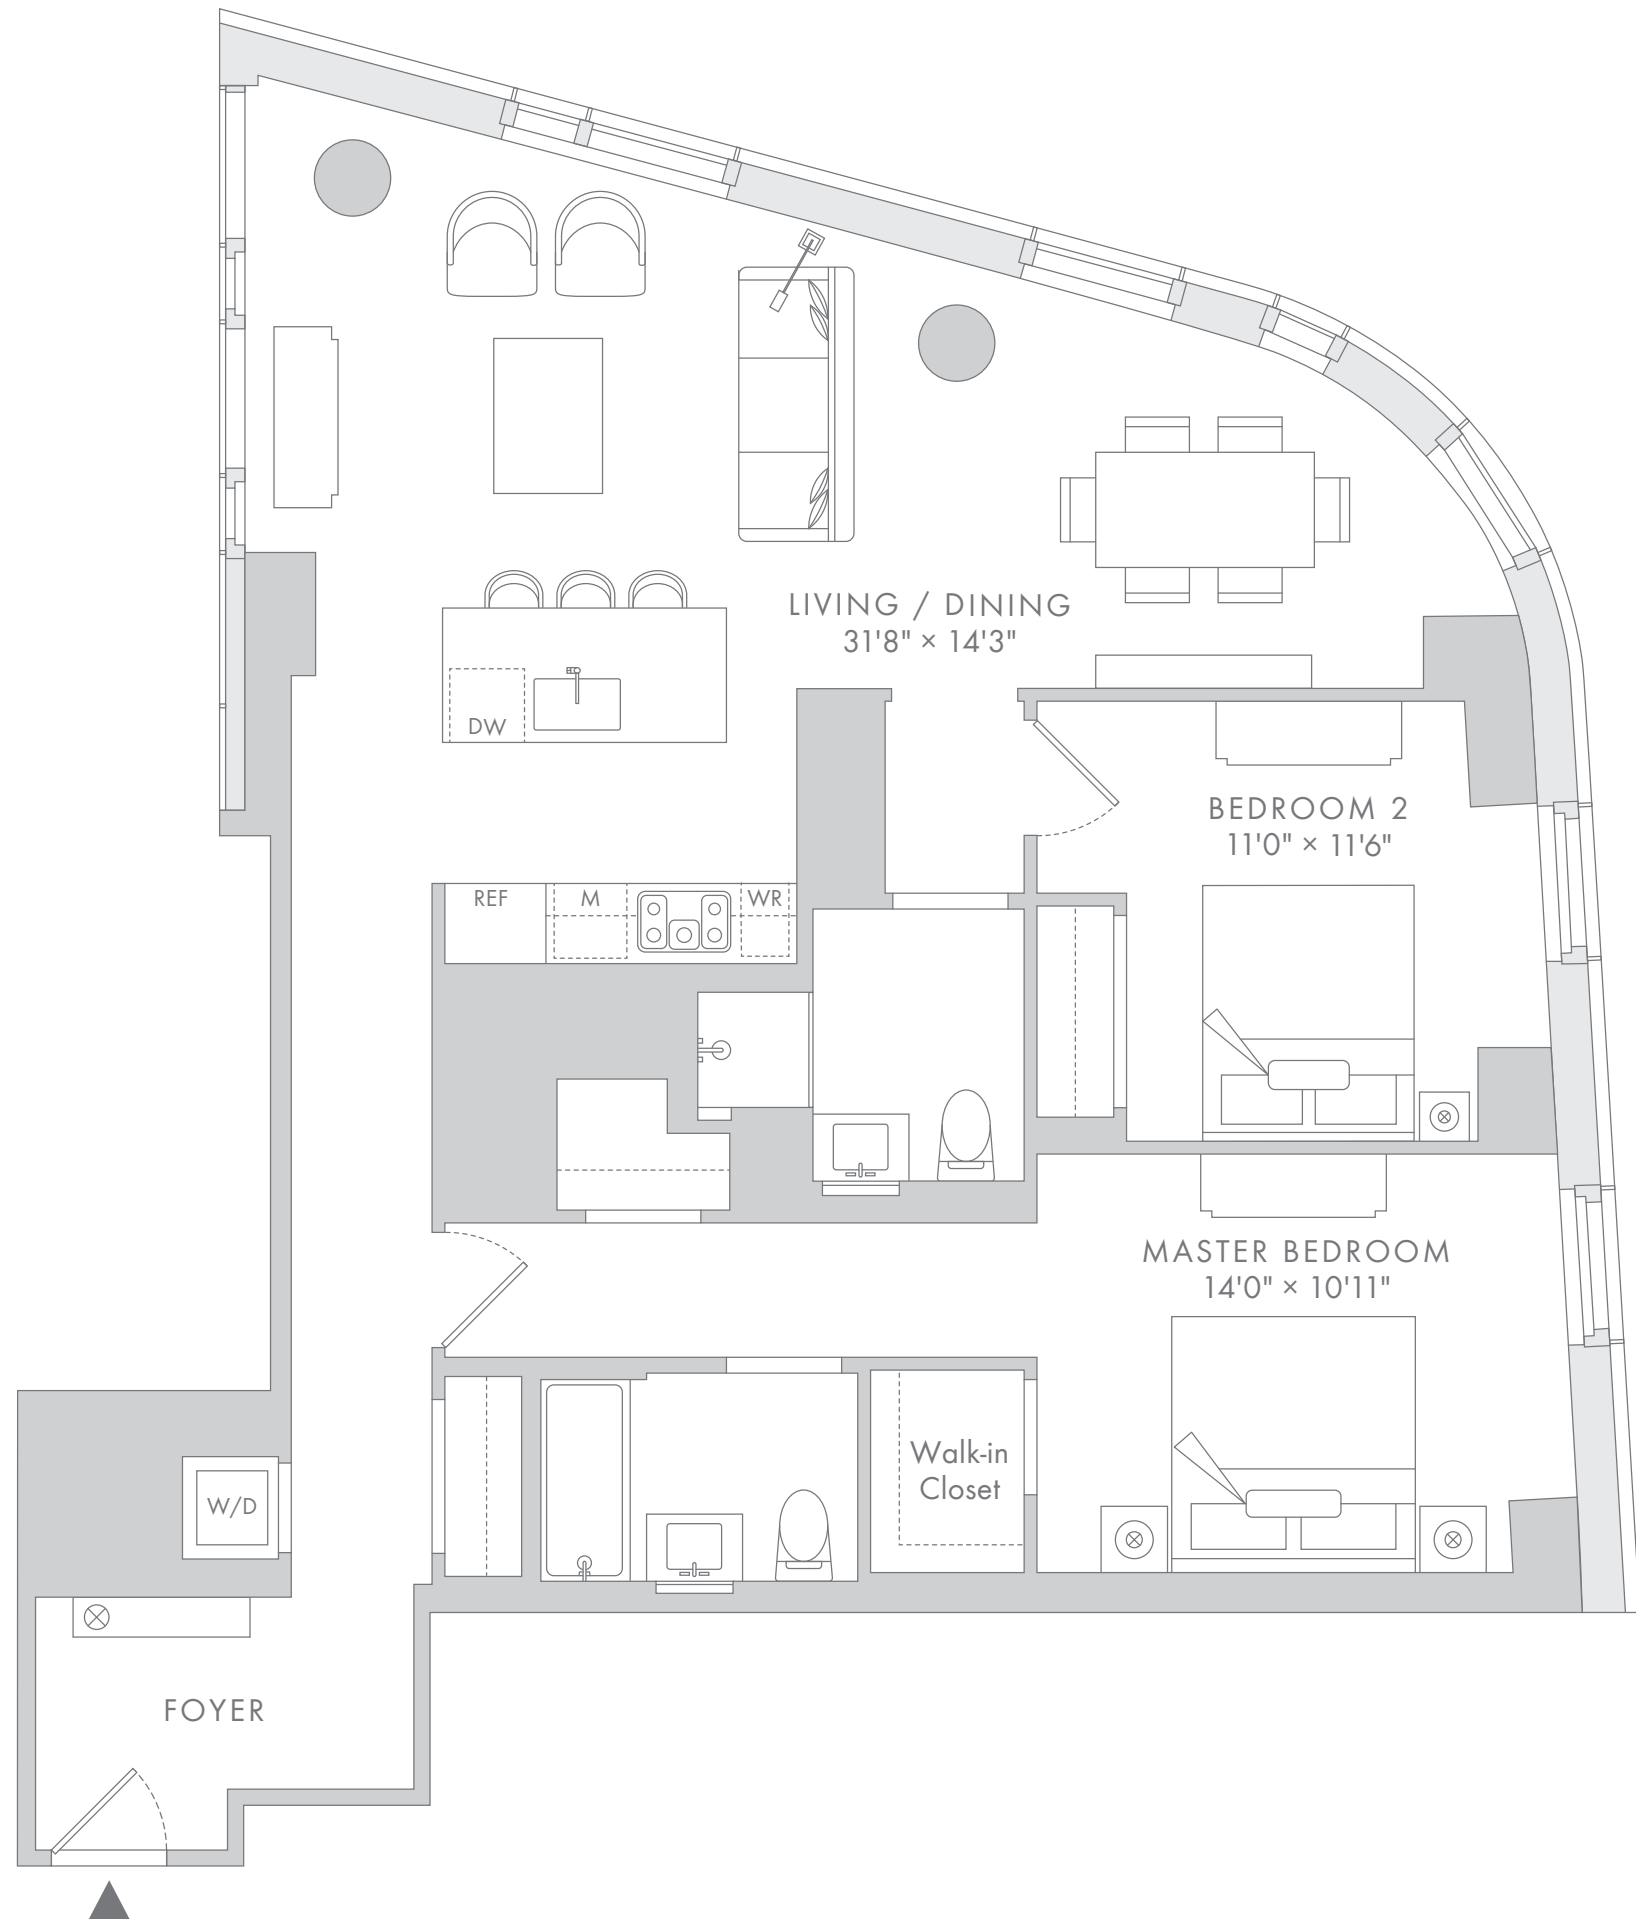 LIVING / DINING
31'8" × 14'3"
DW
BEDROOM 2
11'0" × 11'6"
REF
M
WR
MASTER BEDROOM
14'0" × 10'11"
Walk-in
Closet
W/D
FOYER